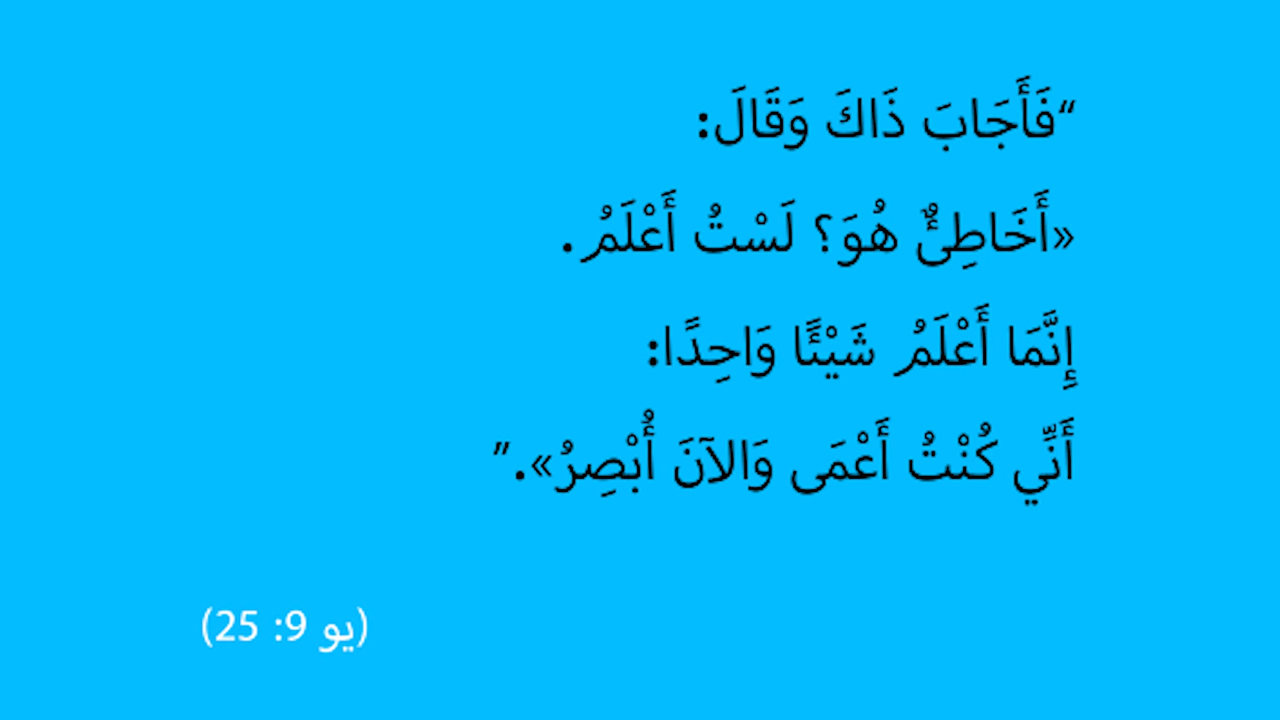 “فَأَجَابَ ذَاكَ وَقَالَ:
«أَخَاطِئٌ هُوَ؟ لَسْتُ أَعْلَمُ.
إِنَّمَا أَعْلَمُ شَيْئًا وَاحِدًا:
أَنِّي كُنْتُ أَعْمَى وَالآنَ أُبْصِرُ».”
(يو 9: 25)